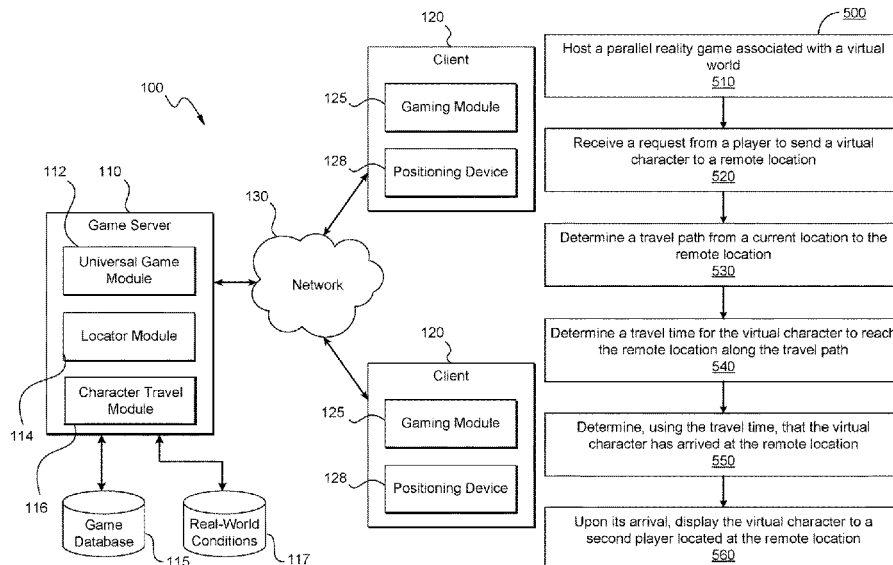 100
112
110
Game Server
Universal Game
Module
Locator Module
Character Travel
Module
114
116
Game
Database
115
Real-World
Conditions
117
130
Network
120
Client
125
Gaming Module
128
Positioning Device
120
Client
125
Gaming Module
128
Positioning Device
500
Host a parallel reality game associated with a virtual
world
510
Receive a request from a player to send a virtual
character to a remote location
520
Determine a travel path from a current location to the
remote location
530
Determine a travel time for the virtual character to reach
the remote location along the travel path
540
Determine, using the travel time, that the virtual
character has arrived at the remote location
550
Upon its arrival, display the virtual character to a
second player located at the remote location
560